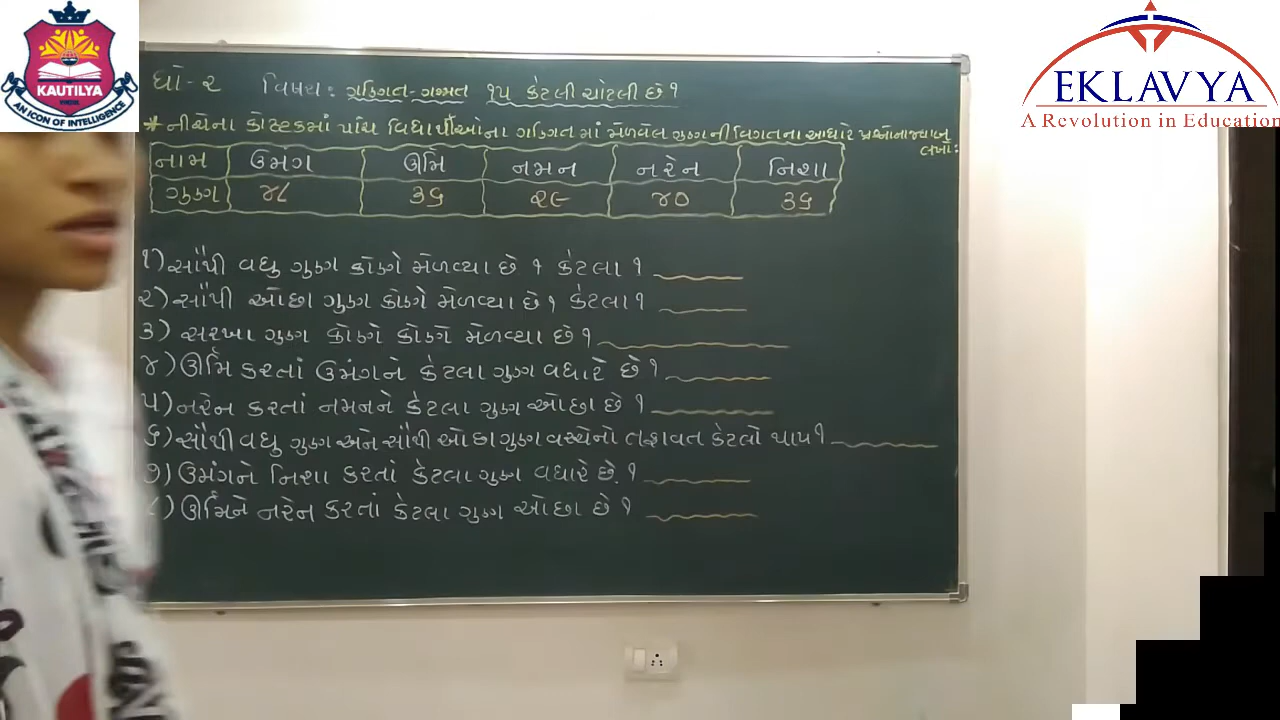 KAUTILYA
AN ICON OF INTELLIGENCE
EKLAVYA
A Revolution in Education
ધો- ૨ વિષય: ગણિત-ગમ્મત ૧૫ કેટલી ચોટલી છે ?
* નીચેના કોષ્ટકમાં પાંચ વિદ્યાર્થીઓના ગણિતમાં મેળવેલ ગુણની વિગતના આધારે પ્રશ્નોના જવાબ
લખો:
નામ ઉમંગ ઊર્મિ નમન નરેન નિશા
ગુણ ૪૮ ૩૬ ૨૯ ૪૦ ૩૬
૧) સૌથી વધુ ગુણ કોણે મેળવ્યા છે ? કેટલા ?
૨) સૌથી ઓછા ગુણ કોણે મેળવ્યા છે ? કેટલા ?
૩) સરખા ગુણ કોણે કોણે મેળવ્યા છે ?
૪) ઊર્મિ કરતાં ઉમંગને કેટલા ગુણ વધારે છે ?
૫) નરેન કરતાં નમનને કેટલા ગુણ ઓછા છે ?
૬) સૌથી વધુ ગુણ અને સૌથી ઓછા ગુણ વચ્ચેનો તફાવત કેટલો થાય ?
૭) ઉમંગને નિશા કરતાં કેટલા ગુણ વધારે છે. ?
૮) ઊર્મિને નરેન કરતાં કેટલા ગુણ ઓછા છે ?